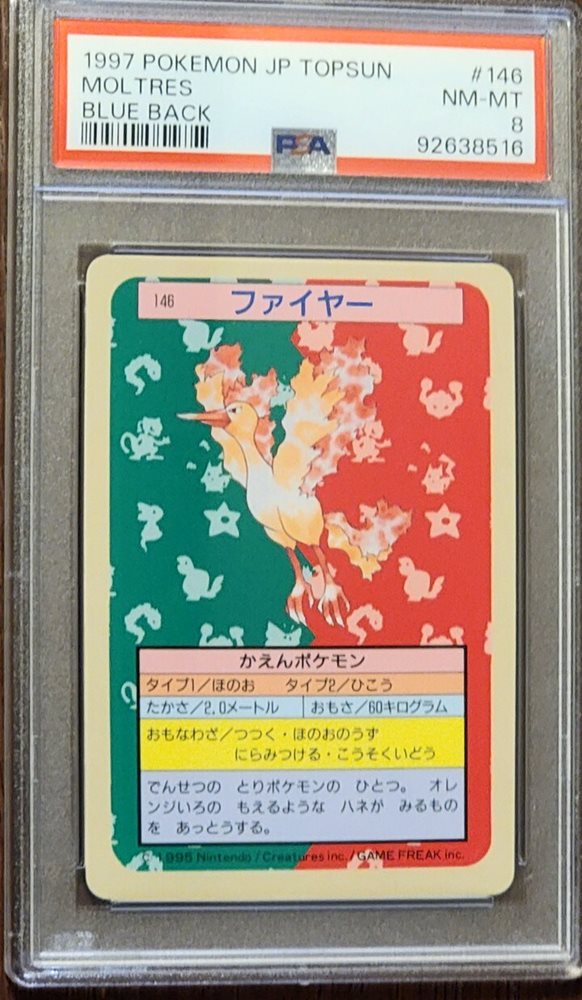 1997 POKEMON JP TOPSUN
MOLTRES
BLUE BACK
#146
NM-MT
8
92638516
PSA
146
ファイヤー
かえんポケモン
タイプ1/ほのお タイプ2/ひこう
たかさ/2,0メートル おもさ/60キログラム
おもなわざ/つつく・ほのおのうず
にらみつける・こうそくいどう
でんせつの とりポケモンの ひとつ。 オレ
ンジいろの もえるような ハネが みるもの
を あっとうする。
©1995 Nintendo/Creatures inc./GAME FREAK inc.